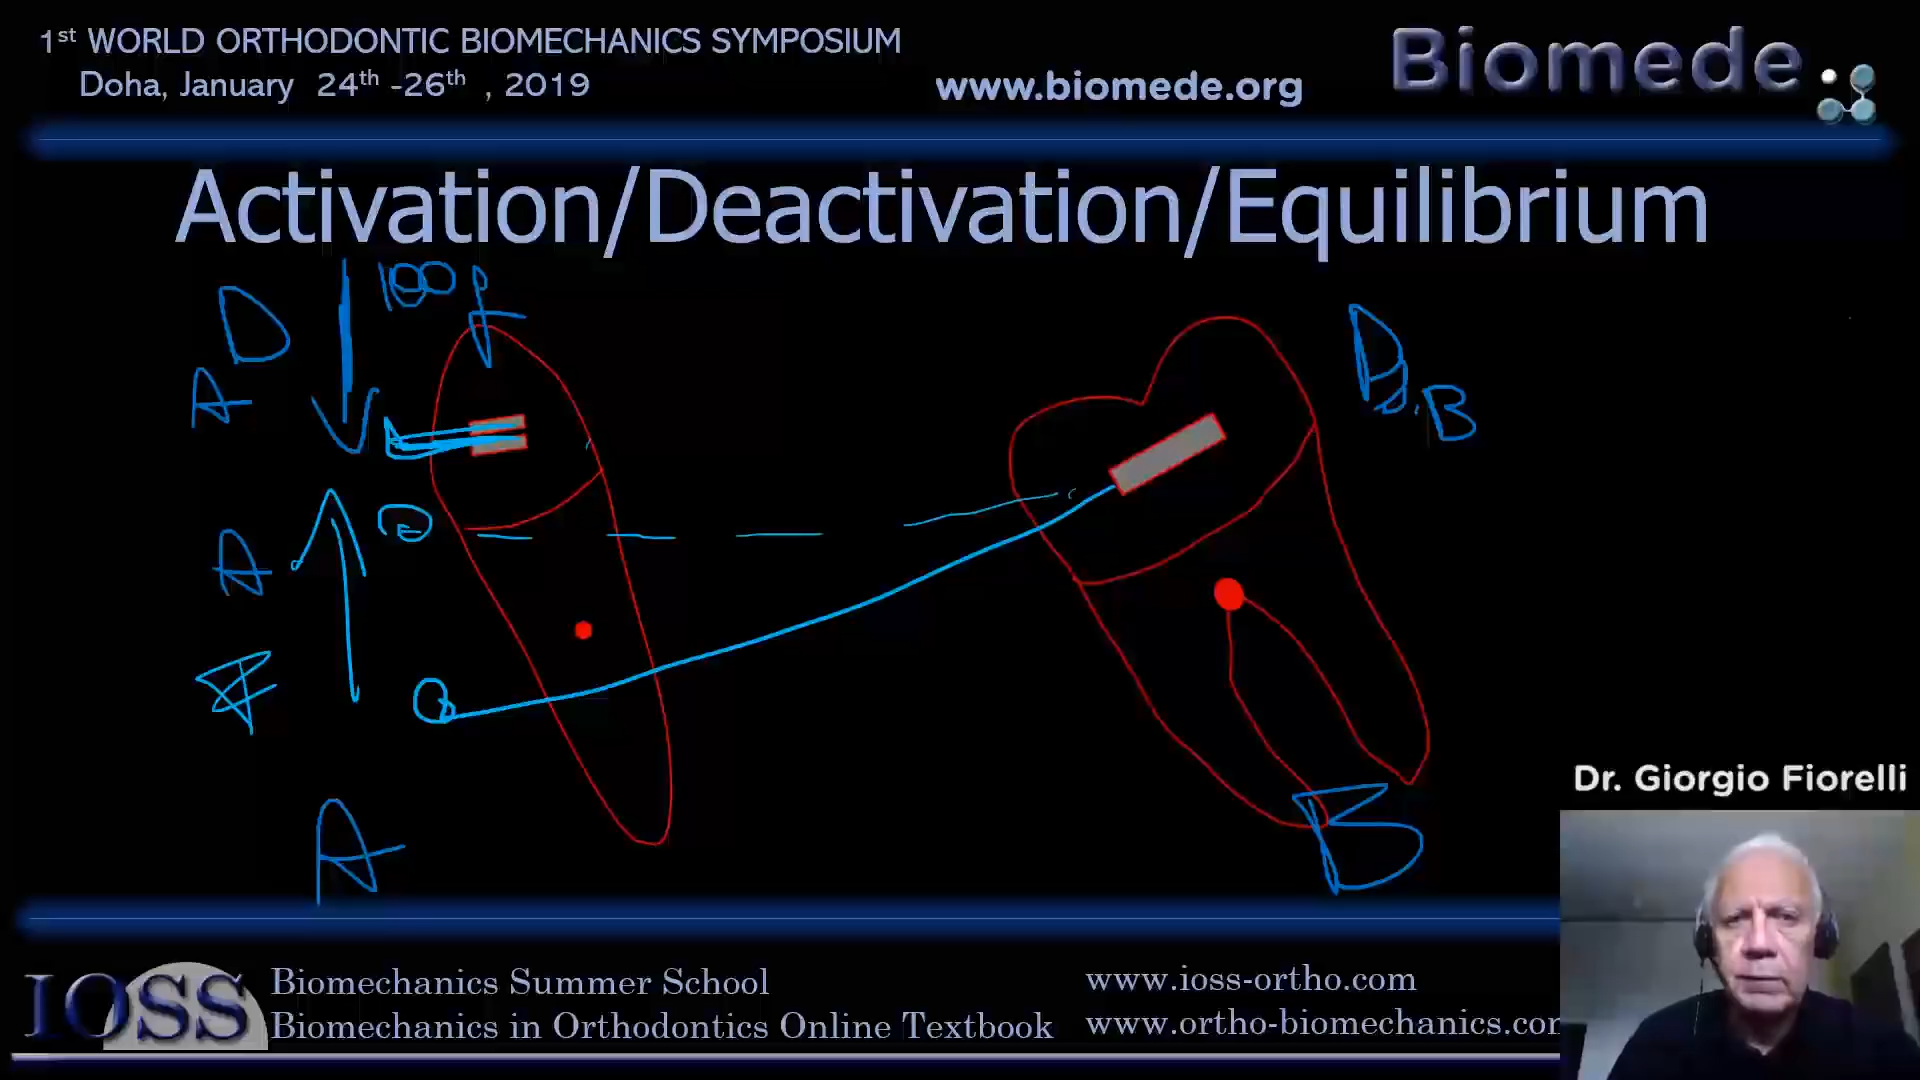 1st WORLD ORTHODONTIC BIOMECHANICS SYMPOSIUM
Doha, January 24th -26th , 2019
www.biomede.org
Biomede
Activation/Deactivation/Equilibrium
D
100
A
B
A
A
B
Dr. Giorgio Fiorelli
IOSS
Biomechanics Summer School
www.ioss-ortho.com
Biomechanics in Orthodontics Online Textbook
www.ortho-biomechanics.cor